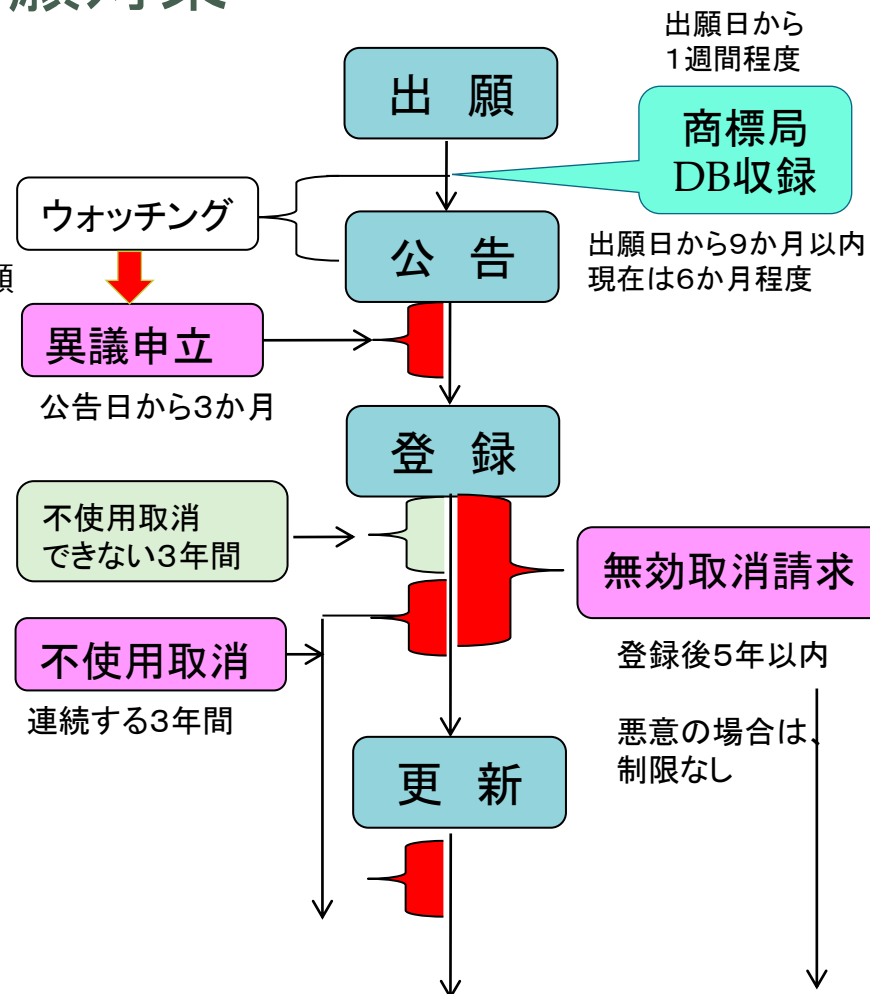 願対策
出願日から
1週間程度
出 願
商標局
DB収録
ウォッチング
公 告
出願日から9か月以内
現在は6か月程度
願
異議申立
公告日から3か月
登 録
不使用取消
できない3年間
無効取消請求
不使用取消
登録後5年以内
連続する3年間
悪意の場合は、
制限なし
更 新